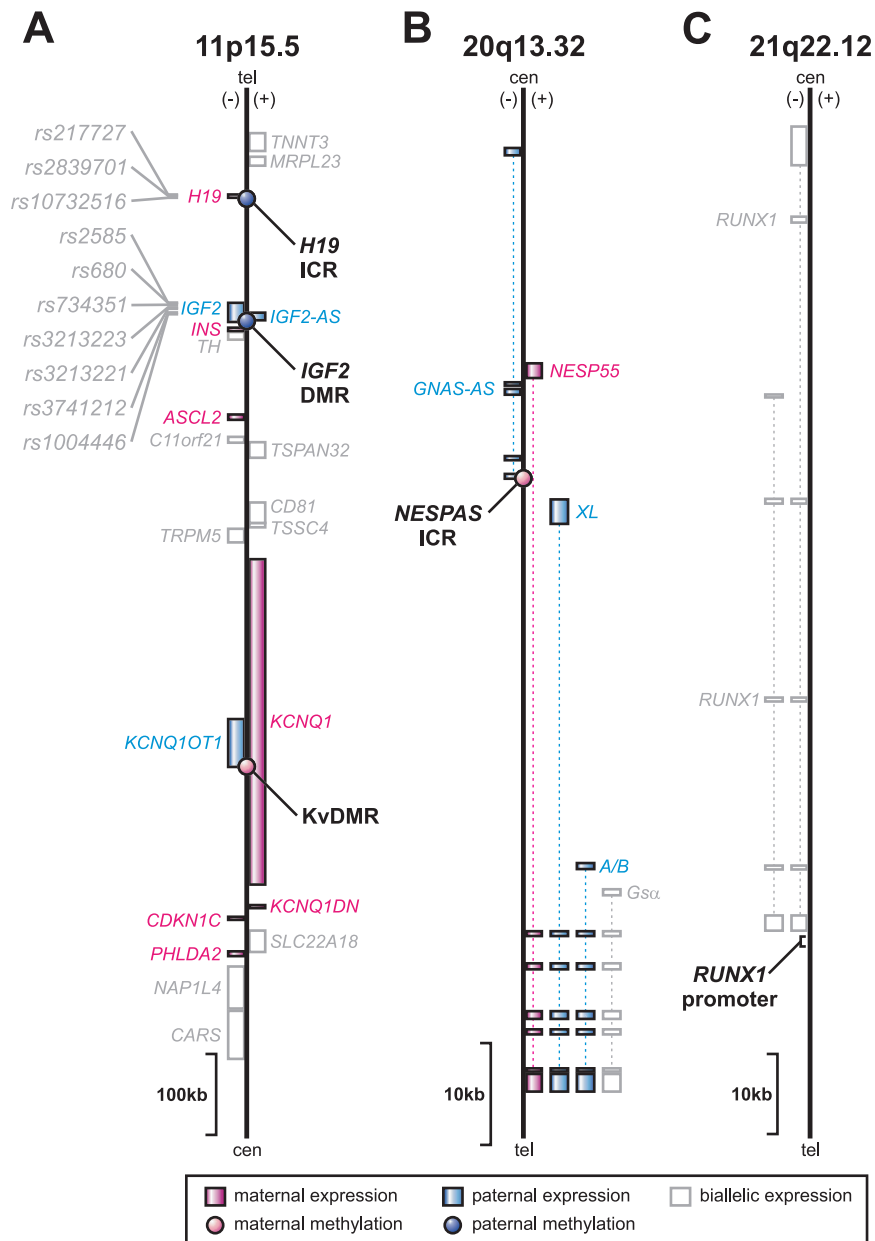 A
11p15.5
tel
(-) (+)
rs217727
rs2839701
rs10732516
rs2585
rs680
rs734351
rs3213223
rs3213221
rs3741212
rs1004446
TNNT3
MRPL23
H19
H19
ICR
IGF2
IGF2-AS
INS
TH
IGF2
DMR
ASCL2
C11orf21
TSPAN32
CD81
TSSC4
TRPM5
KCNQ1
KCNQ1OT1
KvDMR
KCNQ1DN
CDKN1C
SLC22A18
PHLDA2
NAP1L4
CARS
100kb
cen
B
20q13.32
cen
(-) (+)
NESP55
GNAS-AS
NESPAS
ICR
XL
A/B
Gsα
10kb
tel
C
21q22.12
cen
(-) (+)
RUNX1
RUNX1
RUNX1
promoter
10kb
tel
maternal expression
paternal expression
biallelic expression
maternal methylation
paternal methylation